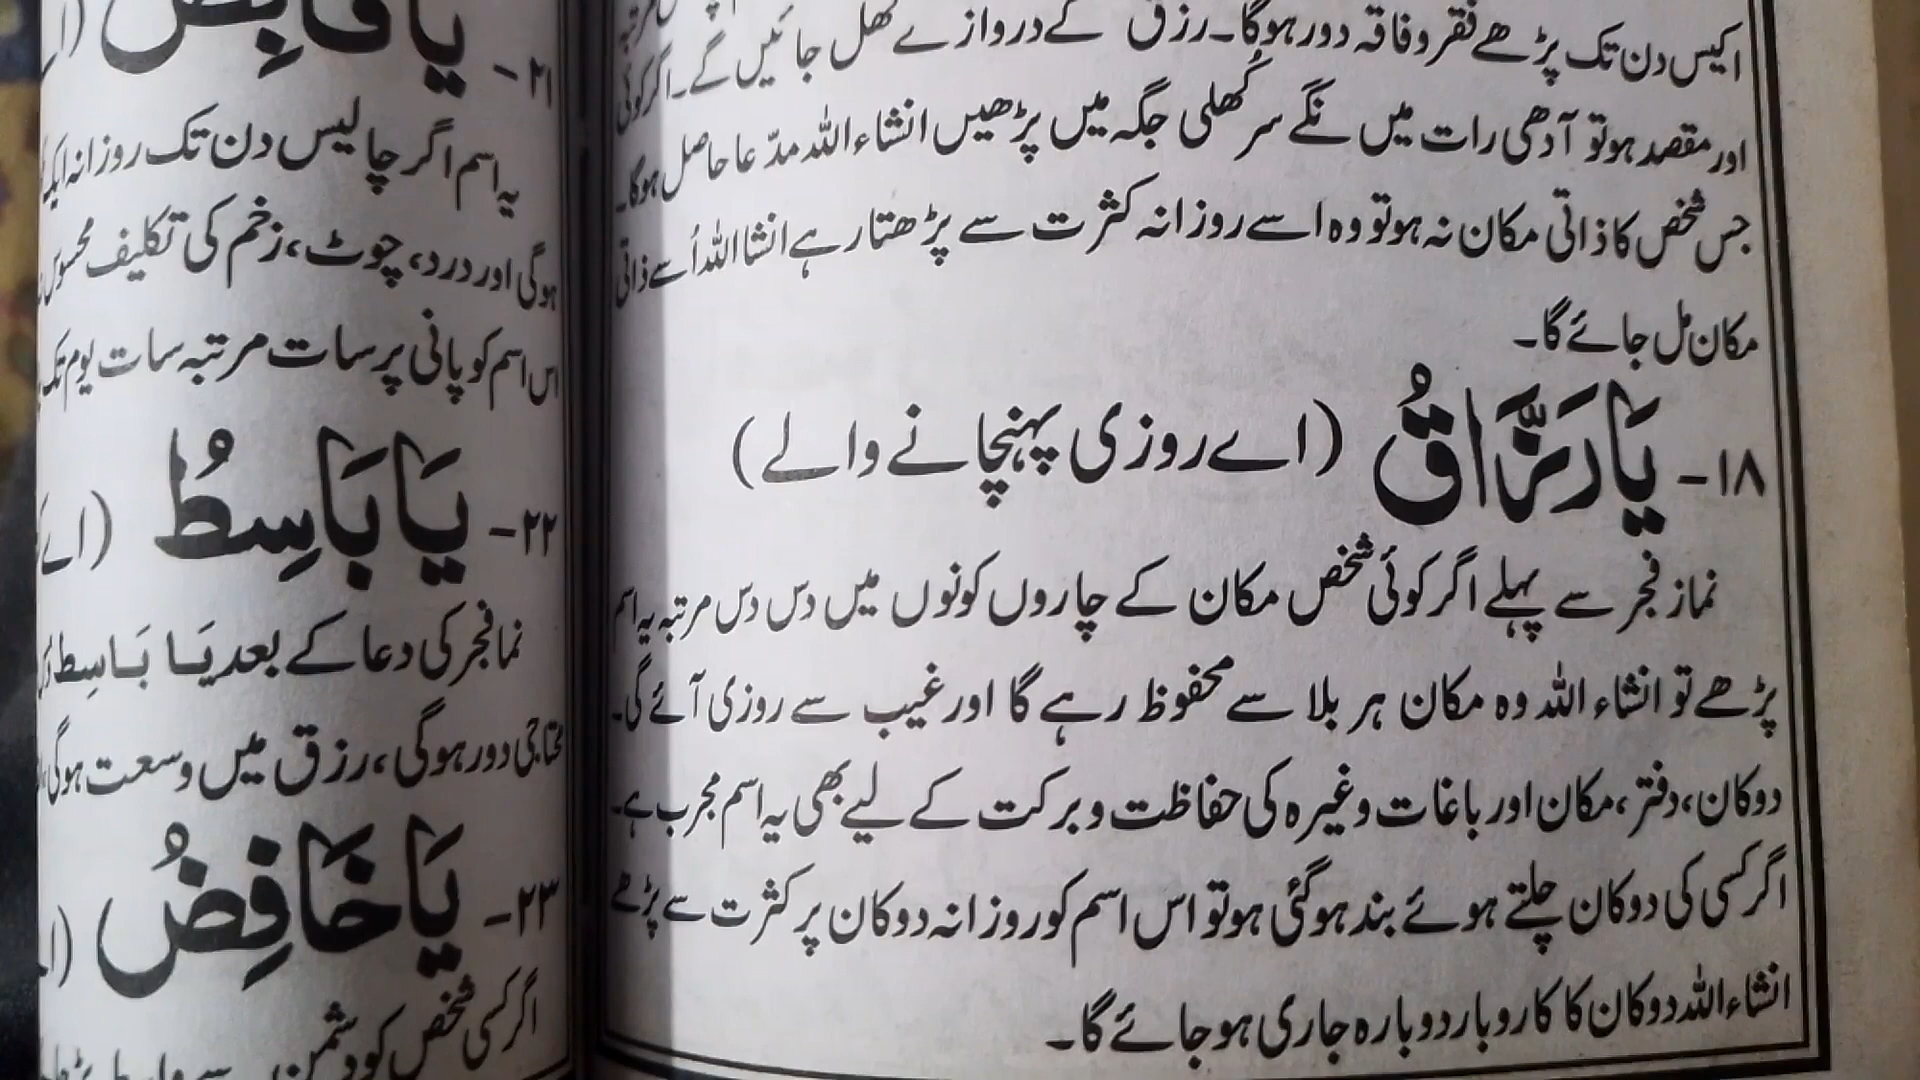 اکیس دن تک پڑھے فقر و فاقہ دور ہوگا۔ رزق کے دروازے کھل جائیں گے۔ اگر کوئی
اور مقصد ہو تو آدھی رات میں ننگے سر کھلی جگہ میں پڑھیں انشاء اللہ مدّعا حاصل ہوگا۔
جس شخص کا ذاتی مکان نہ ہو تو وہ اسے روزانہ کثرت سے پڑھتا رہے انشا اللہ اُسے ذاتی
مکان مل جائے گا۔
۱۸- یَا رَزَّاقُ (اے روزی پہنچانے والے)
نماز فجر سے پہلے اگر کوئی شخص مکان کے چاروں کونوں میں دس دس مرتبہ یہ اسم
پڑھے تو انشاء اللہ وہ مکان ہر بلا سے محفوظ رہے گا اور غیب سے روزی آئے گی۔
دوکان، دفتر، مکان اور باغات وغیرہ کی حفاظت و برکت کے لیے بھی یہ اسم مجرب ہے۔
اگر کسی کی دوکان چلتے ہوئے بند ہوگئی ہو تو اس اسم کو روزانہ دوکان پر کثرت سے پڑھے
انشاء اللہ دوکان کا کاروبار دوبارہ جاری ہو جائے گا۔
۲۱- یَا قَابِضُ (اے
یہ اسم اگر چالیس دن تک روزانہ ایک
ہوگی اور درد، چوٹ، زخم کی تکلیف محسوس
اس اسم کو پانی پر سات مرتبہ سات یوم تک
۲۲- یَا بَاسِطُ (اے
نماز فجر کی دعا کے بعد یَا بَاسِطُ
محتاجی دور ہوگی، رزق میں وسعت ہوگی،
۲۳- یَا خَافِضُ (
اگر کسی شخص کو دشمن